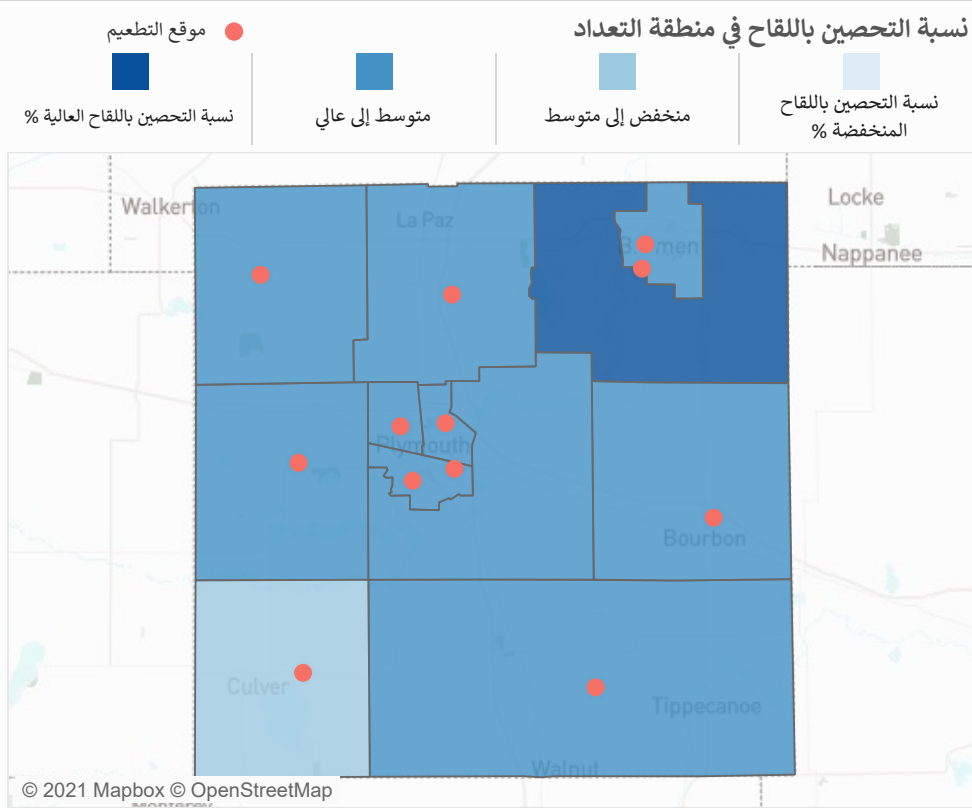 نسبة التحصين باللقاح في منطقة التعداد
موقع التطعيم
نسبة التحصين باللقاح
المنخفضة %
منخفض إلى متوسط
متوسط إلى عالي
نسبة التحصين باللقاح العالية %
Walkerton
La Paz
Locke
Nappanee
Plymouth
Bourbon
Culver
Tippecanoe
Walnut
© 2021 Mapbox © OpenStreetMap